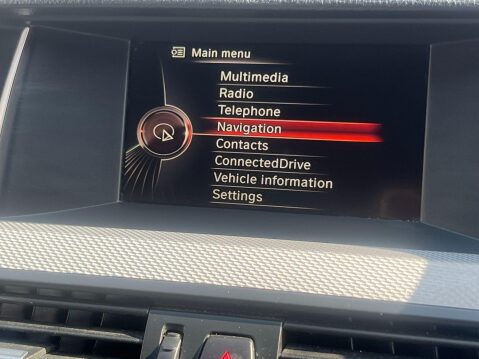 Main menu
Multimedia
Radio
Telephone
Navigation
Contacts
ConnectedDrive
Vehicle information
Settings